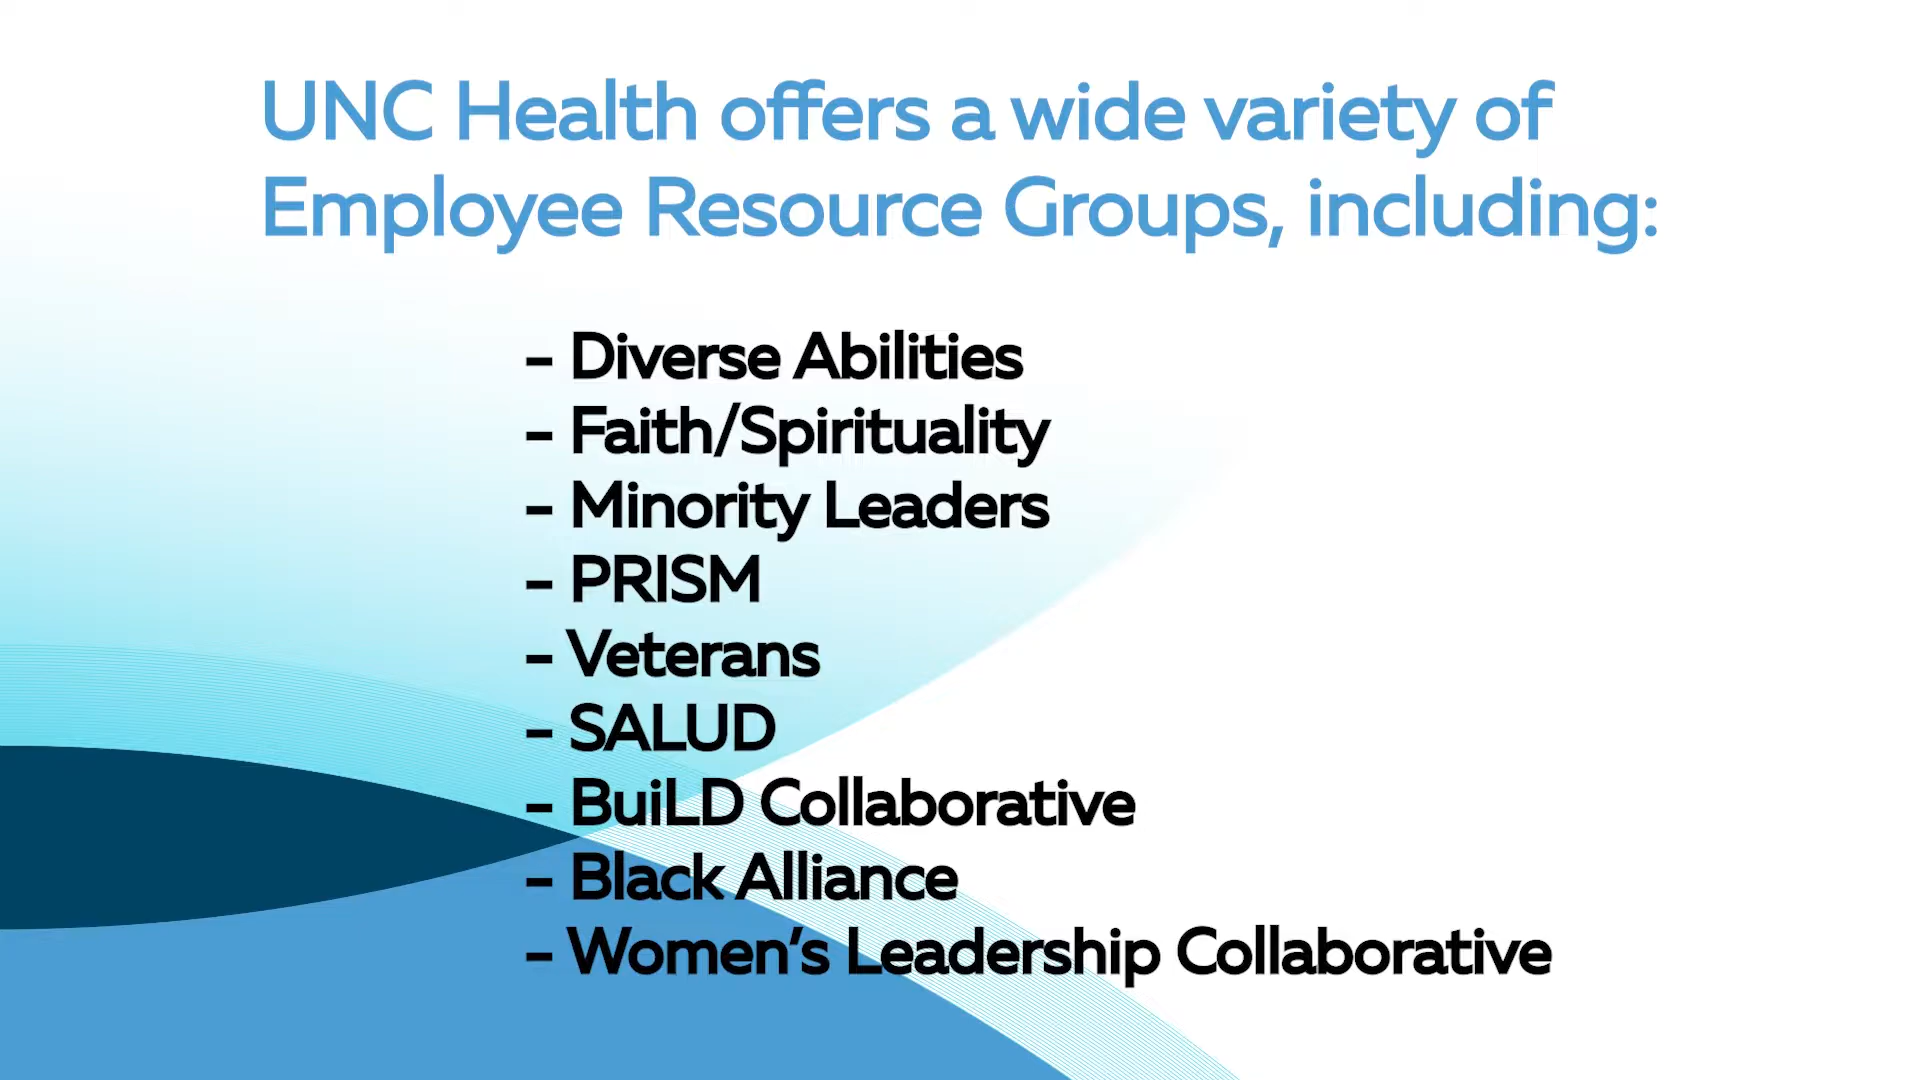 UNC Health offers a wide variety of
Employee Resource Groups, including:
- Diverse Abilities
- Faith/Spirituality
- Minority Leaders
- PRISM
- Veterans
- SALUD
- BuiLD Collaborative
- Black Alliance
- Women’s Leadership Collaborative